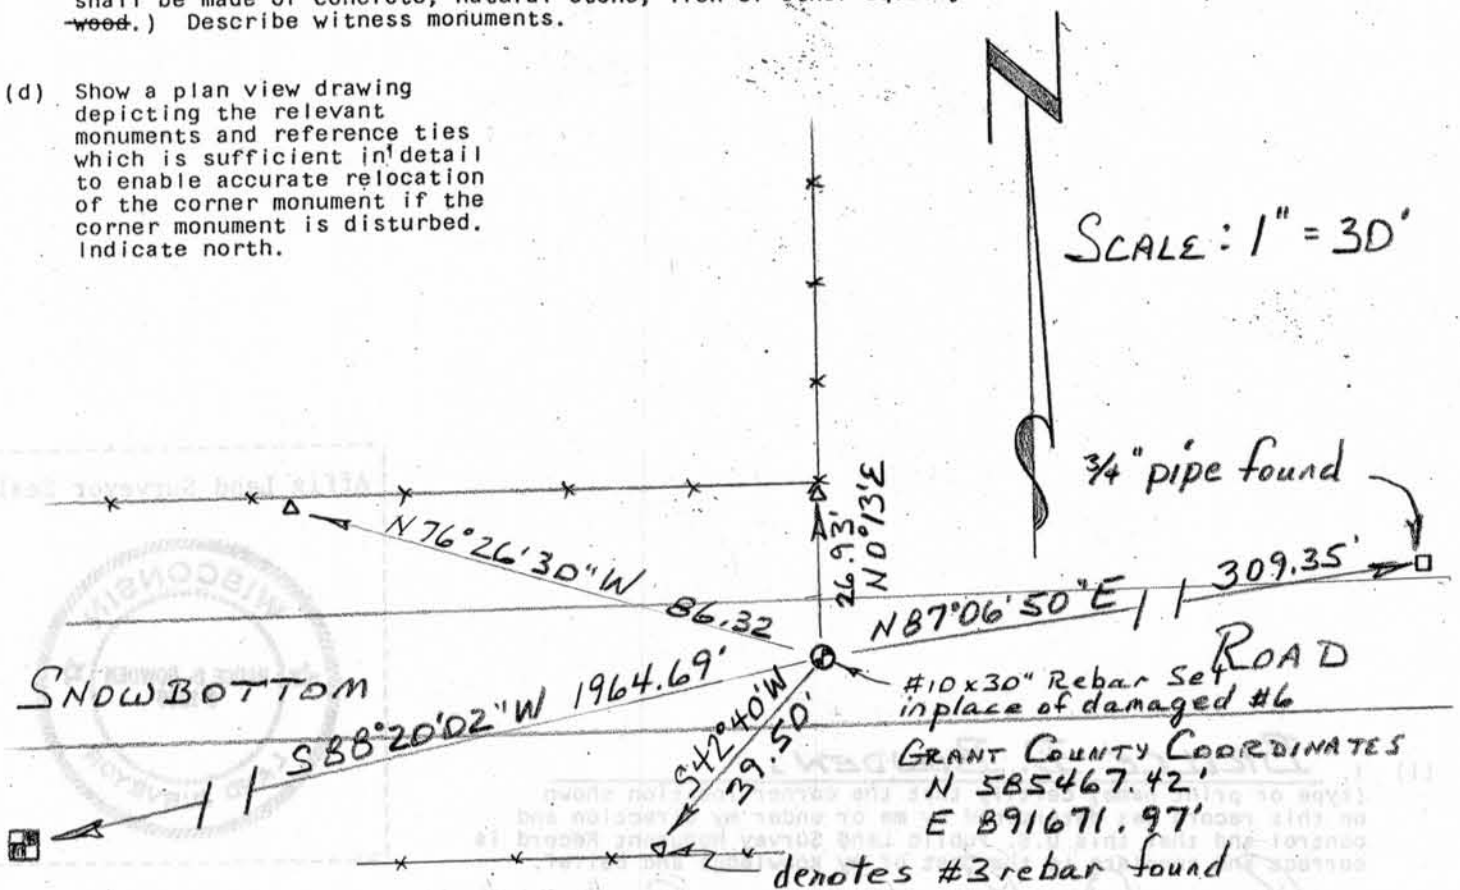 wood.) Describe witness monuments.
(d) Show a plan view drawing
depicting the relevant
monuments and reference ties
which is sufficient in detail
to enable accurate relocation
of the corner monument if the
corner monument is disturbed.
Indicate north.
N
SCALE: 1" = 30'
3/4" pipe found
N76°26'30"W 86.32
26.93'
N0°13'E
N87°06'50"E 309.35'
SNOWBOTTOM ROAD
S88°20'02"W 1964.69'
S42°40'W
39.50'
#10x30" Rebar Set
inplace of damaged #6
GRANT COUNTY COORDINATES
N 585467.42'
E 891671.97'
denotes #3 rebar found